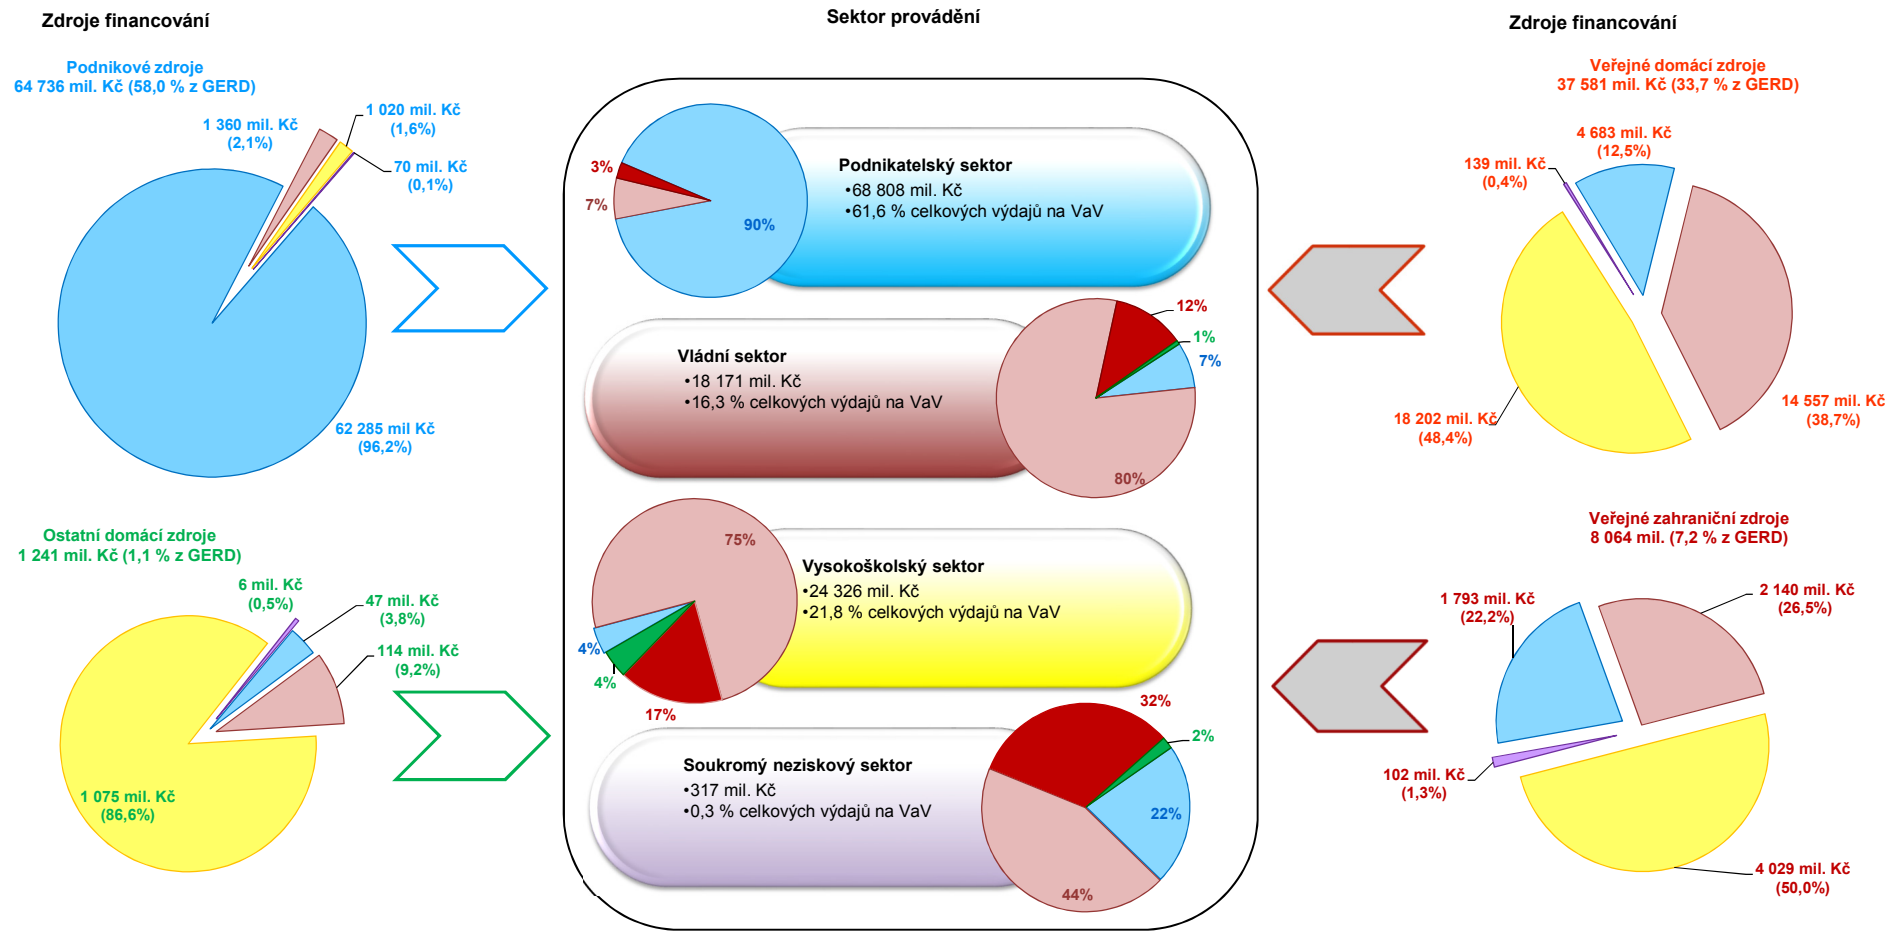 Zdroje financování
Sektor provádění
Zdroje financování
Podnikové zdroje
64 736 mil. Kč (58,0 % z GERD)
1 360 mil. Kč
(2,1%)
1 020 mil. Kč
(1,6%)
70 mil. Kč
(0,1%)
62 285 mil Kč
(96,2%)
Ostatní domácí zdroje
1 241 mil. Kč (1,1 % z GERD)
6 mil. Kč
(0,5%)
47 mil. Kč
(3,8%)
114 mil. Kč
(9,2%)
1 075 mil. Kč
(86,6%)
3%
7%
90%
Podnikatelský sektor
•68 808 mil. Kč
•61,6 % celkových výdajů na VaV
Vládní sektor
•18 171 mil. Kč
•16,3 % celkových výdajů na VaV
12%
1%
7%
80%
75%
4%
4%
17%
Vysokoškolský sektor
•24 326 mil. Kč
•21,8 % celkových výdajů na VaV
Soukromý neziskový sektor
•317 mil. Kč
•0,3 % celkových výdajů na VaV
32%
2%
22%
44%
Veřejné domácí zdroje
37 581 mil. Kč (33,7 % z GERD)
4 683 mil. Kč
(12,5%)
139 mil. Kč
(0,4%)
14 557 mil. Kč
(38,7%)
18 202 mil. Kč
(48,4%)
Veřejné zahraniční zdroje
8 064 mil. (7,2 % z GERD)
1 793 mil. Kč
(22,2%)
2 140 mil. Kč
(26,5%)
102 mil. Kč
(1,3%)
4 029 mil. Kč
(50,0%)